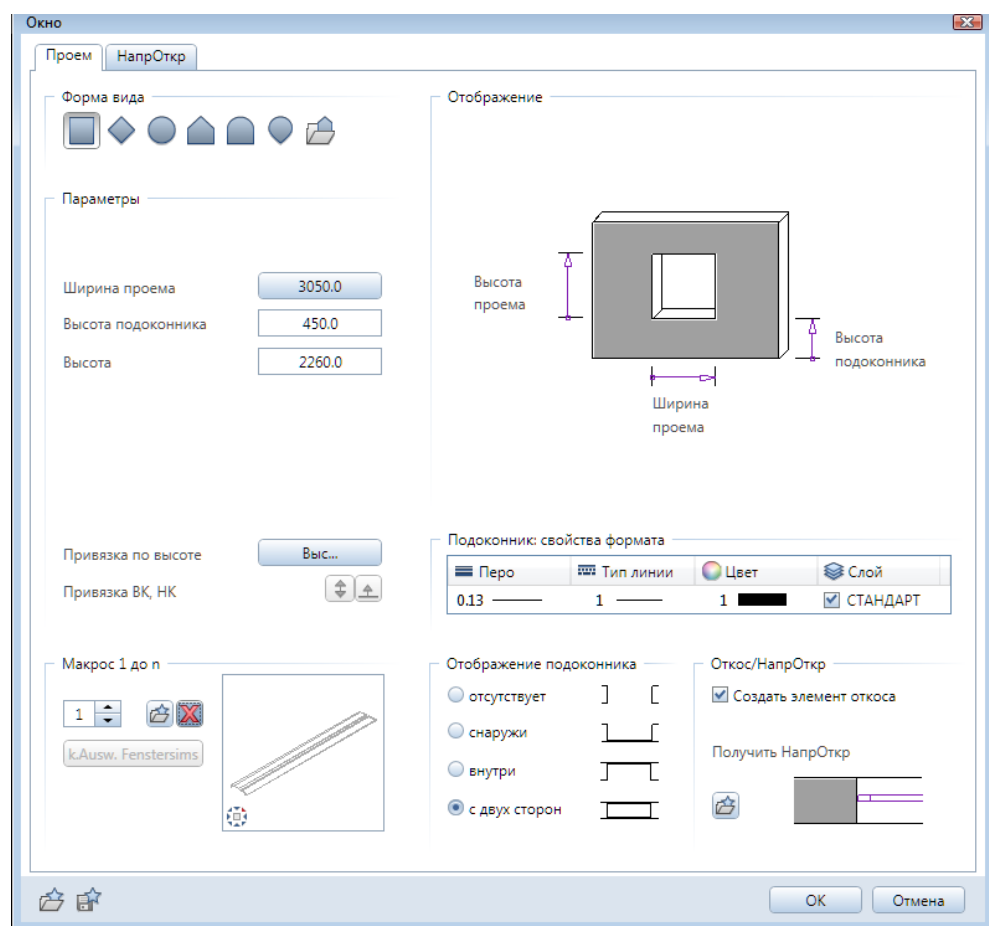 Окно
Проем НапрОткр
Форма вида
Параметры
Ширина проема 3050.0
Высота подоконника 450.0
Высота 2260.0
Привязка по высоте Выс...
Привязка ВК, НК
Макрос 1 до n
1
k.Ausw. Fenstersims
Отображение
Высота
проема
Высота
подоконника
Ширина
проема
Подоконник: свойства формата
Перо Тип линии Цвет Слой
0.13 1 1 СТАНДАРТ
Отображение подоконника
отсутствует
снаружи
внутри
с двух сторон
Откос/НапрОткр
Создать элемент откоса
Получить НапрОткр
OK Отмена